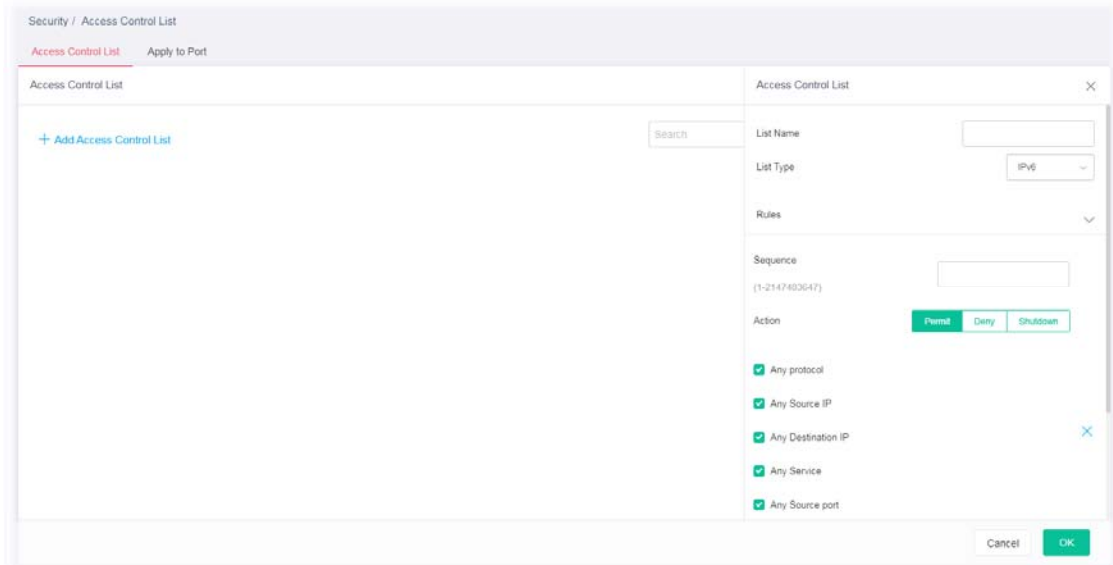 Security / Access Control List
Access Control List Apply to Port
Access Control List
+ Add Access Control List
Search
Access Control List
List Name
List Type IPv6
Rules
Sequence
(1-2147483647)
Action Permit Deny Shutdown
Any protocol
Any Source IP
Any Destination IP
Any Service
Any Source port
Cancel OK